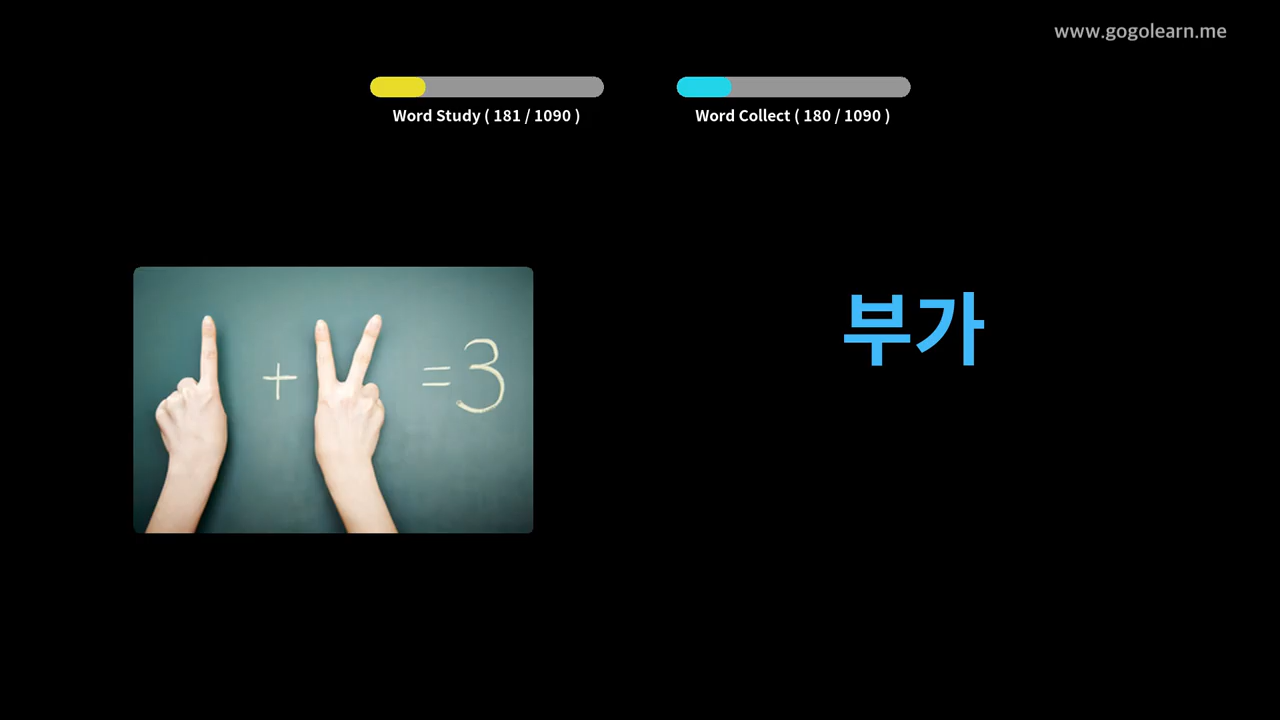 www.gogolearn.me
Word Study ( 181 / 1090 )
Word Collect ( 180 / 1090 )
+ =3
부가